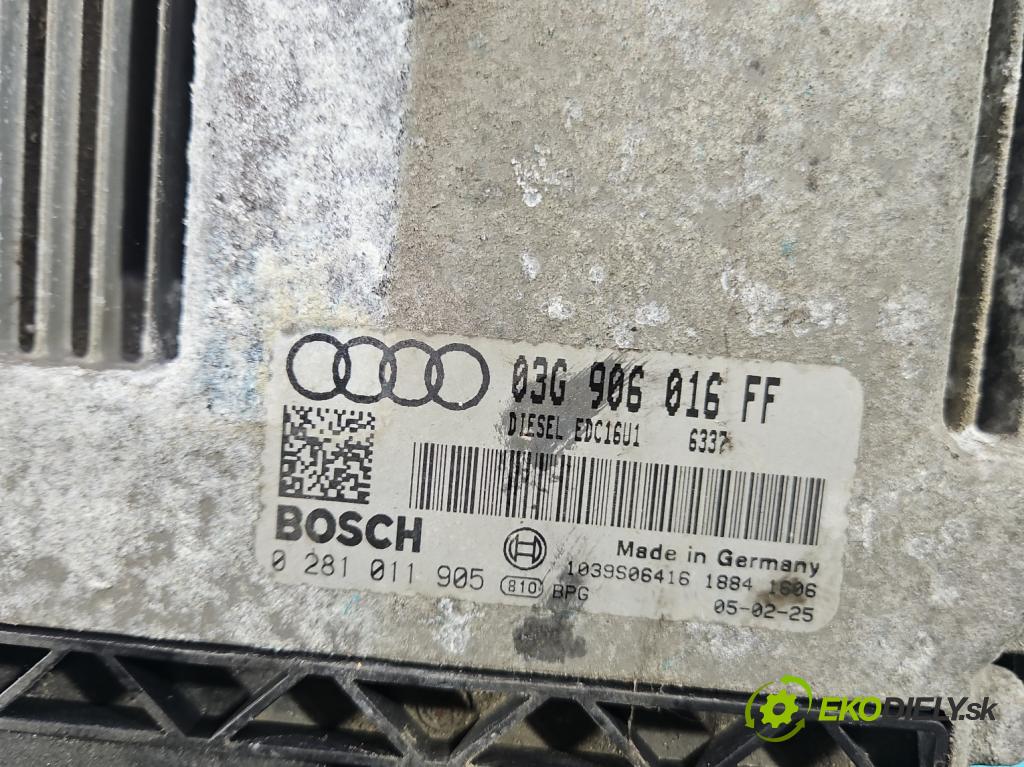 03G 906 016 FF
DIESEL EDC16U1 6337
BOSCH
Made in Germany
0 281 011 905
810
BPG
1039S06416 1884 1606
05-02-25
EKODIELY.sk